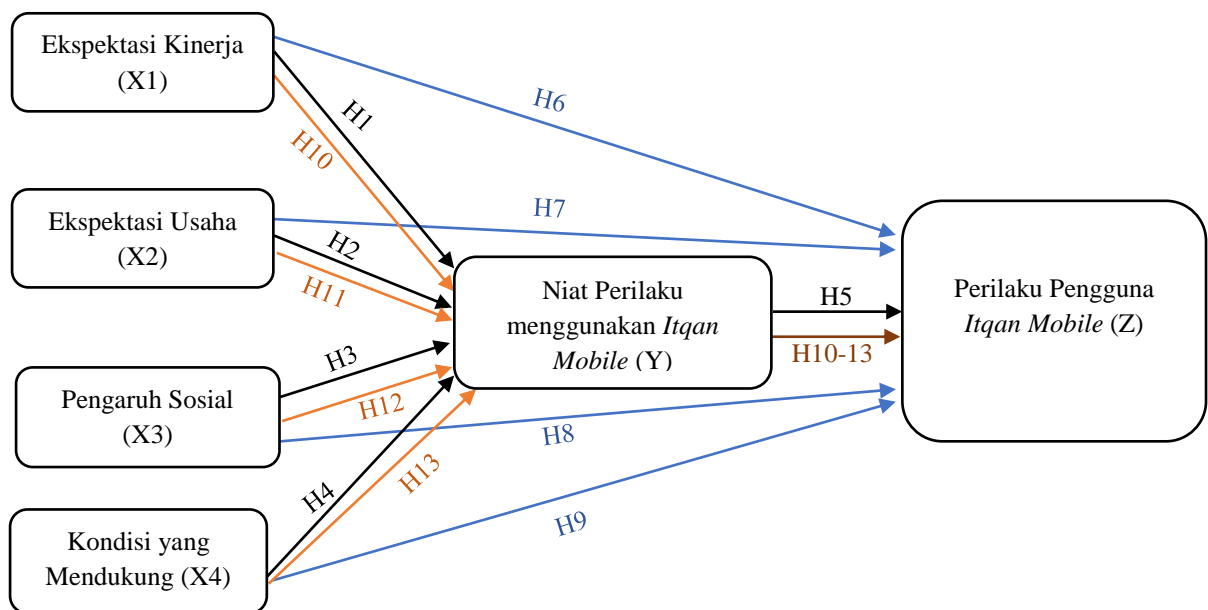 Ekspektasi Kinerja
(X1)
H1
H10
H6
Ekspektasi Usaha
(X2)
H2
H11
H7
Niat Perilaku
menggunakan Itqan
Mobile (Y)
H5
H10-13
Perilaku Pengguna
Itqan Mobile (Z)
Pengaruh Sosial
(X3)
H3
H12
H8
Kondisi yang
Mendukung (X4)
H4
H13
H9